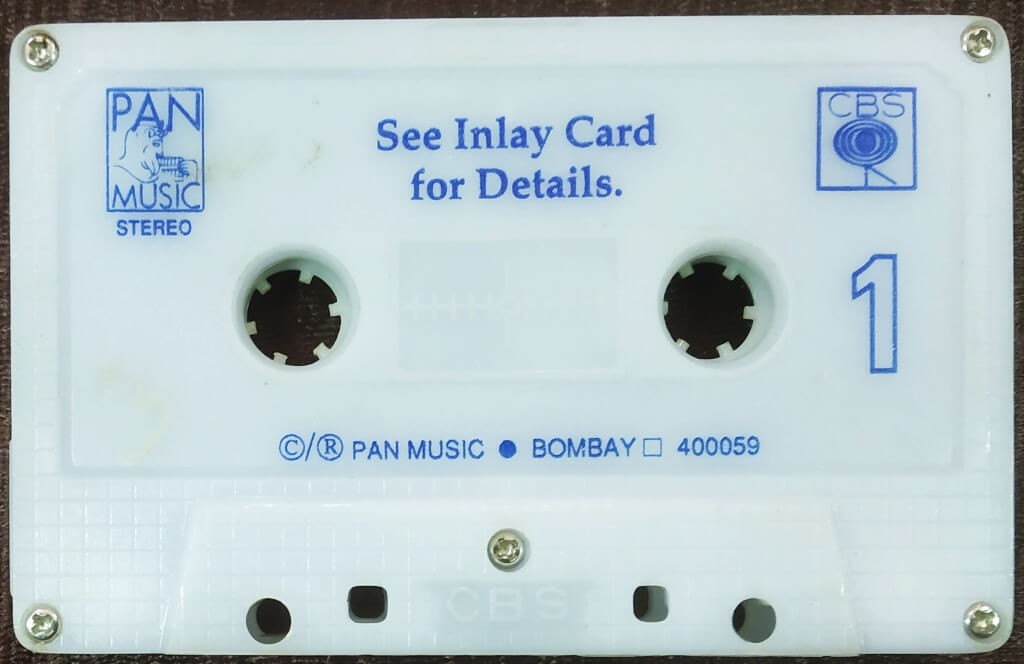 PAN
MUSIC
STEREO
See Inlay Card
for Details.
CBS
1
©/® PAN MUSIC ● BOMBAY □ 400059
CBS